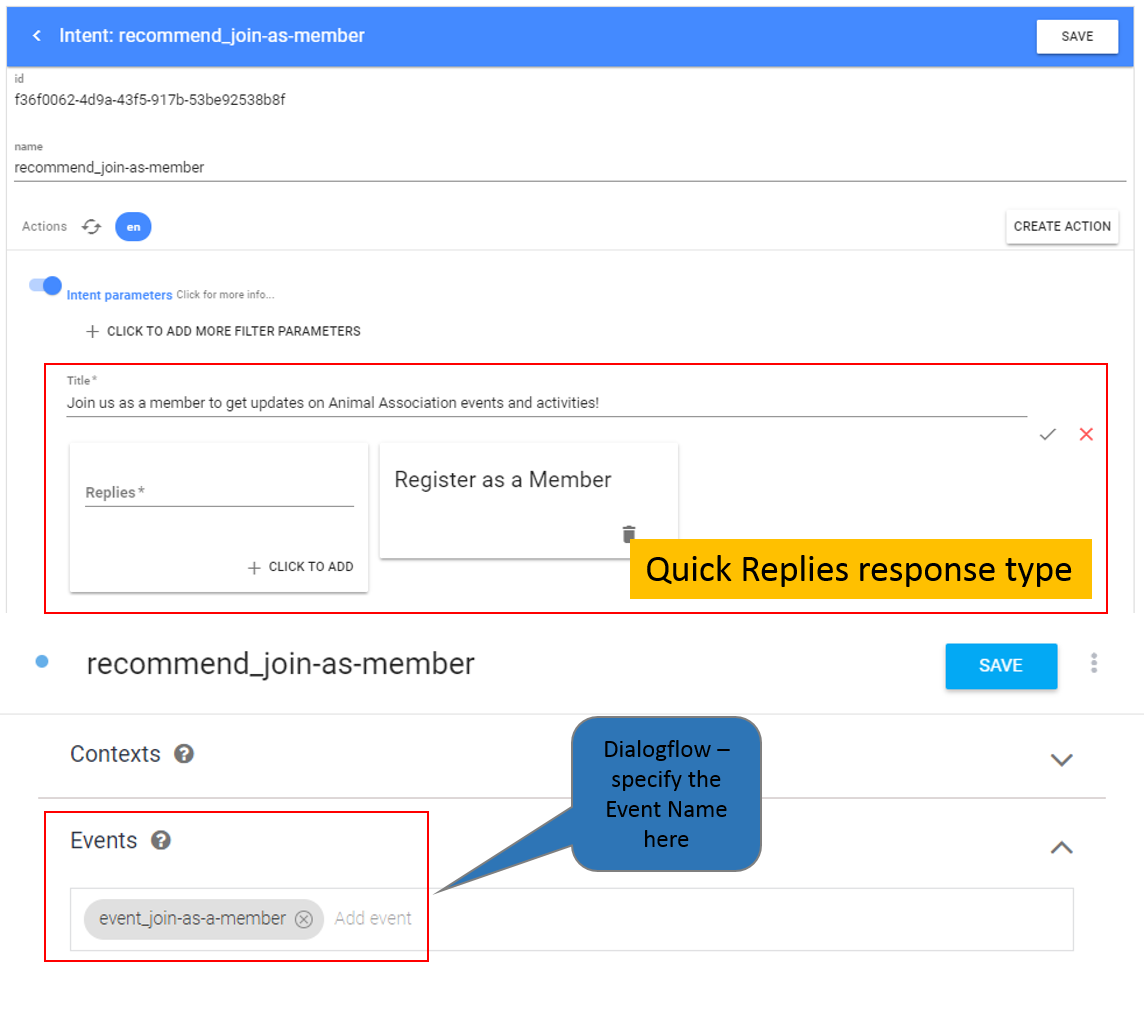 Intent: recommend_join-as-member
SAVE
id
f36f0062-4d9a-43f5-917b-53be92538b8f
name
recommend_join-as-member
Actions en CREATE ACTION
Intent parameters Click for more info...
CLICK TO ADD MORE FILTER PARAMETERS
Title *
Join us as a member to get updates on Animal Association events and activities!
Replies *
CLICK TO ADD
Register as a Member
Quick Replies response type
recommend_join-as-member
SAVE
Contexts ?
Dialogflow –
specify the
Event Name
here
Events ?
event_join-as-a-member Add event